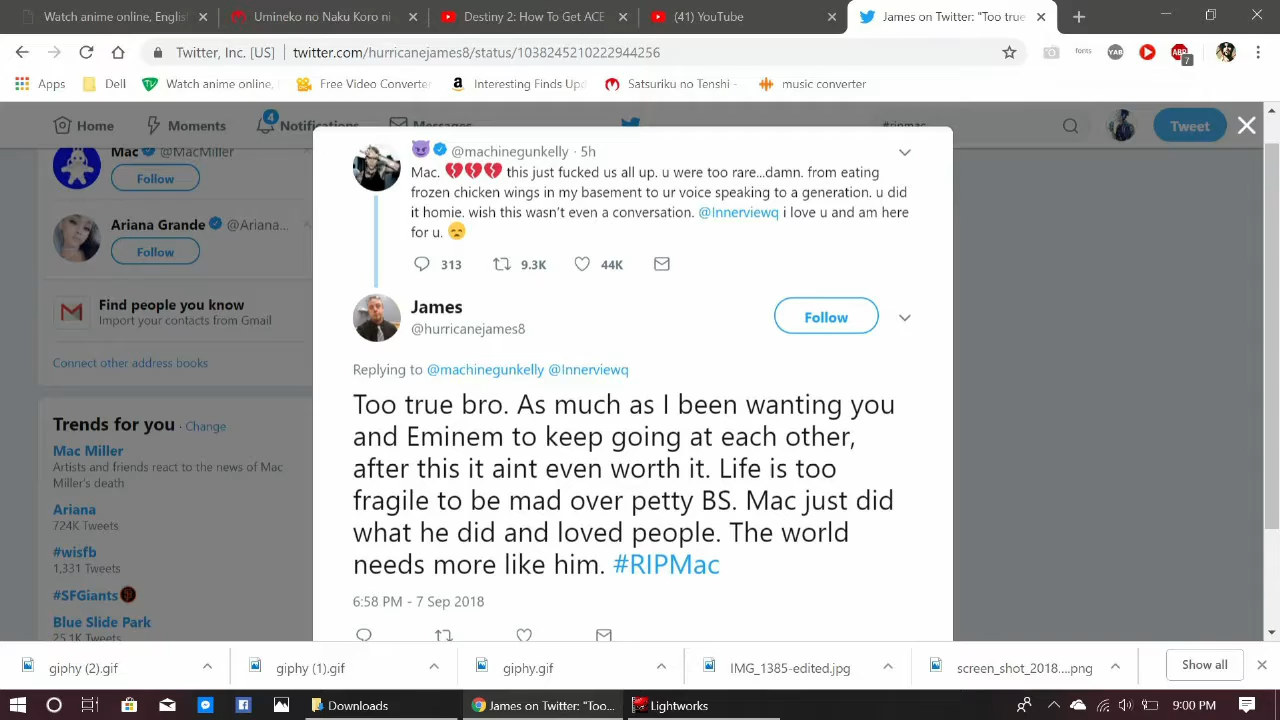 Watch anime online, Englis
Umineko no Naku Koro ni
Destiny 2: How To Get ACE
(41) YouTube
James on Twitter: "Too true
Twitter, Inc. [US]
twitter.com/hurricanejames8/status/1038245210222944256
fonts
YAB
ABP
7
Apps
Dell
Watch anime online,
Free Video Converter
Interesting Finds Upd
Satsuriku no Tenshi -
music converter
Home
Moments
4
Notifications
Messages
#ripmac
Tweet
Mac @MacMiller
Follow
Ariana Grande @Ariana...
Follow
Find people you know
Import your contacts from Gmail
Connect other address books
Trends for you · Change
Mac Miller
Artists and friends react to the news of Mac
Miller's death
Ariana
724K Tweets
#wisfb
1,331 Tweets
#SFGiants
Blue Slide Park
25.1K Tweets
😈 @machinegunkelly · 5h
Mac. 💔💔💔 this just fucked us all up. u were too rare...damn. from eating
frozen chicken wings in my basement to ur voice speaking to a generation. u did
it homie. wish this wasn't even a conversation. @Innerviewq i love u and am here
for u. 😞
313
9.3K
44K
James
@hurricanejames8
Follow
Replying to @machinegunkelly @Innerviewq
Too true bro. As much as I been wanting you
and Eminem to keep going at each other,
after this it aint even worth it. Life is too
fragile to be mad over petty BS. Mac just did
what he did and loved people. The world
needs more like him. #RIPMac
6:58 PM - 7 Sep 2018
giphy (2).gif
giphy (1).gif
giphy.gif
IMG_1385-edited.jpg
screen_shot_2018....png
Show all
Downloads
James on Twitter: "Too...
Lightworks
9:00 PM